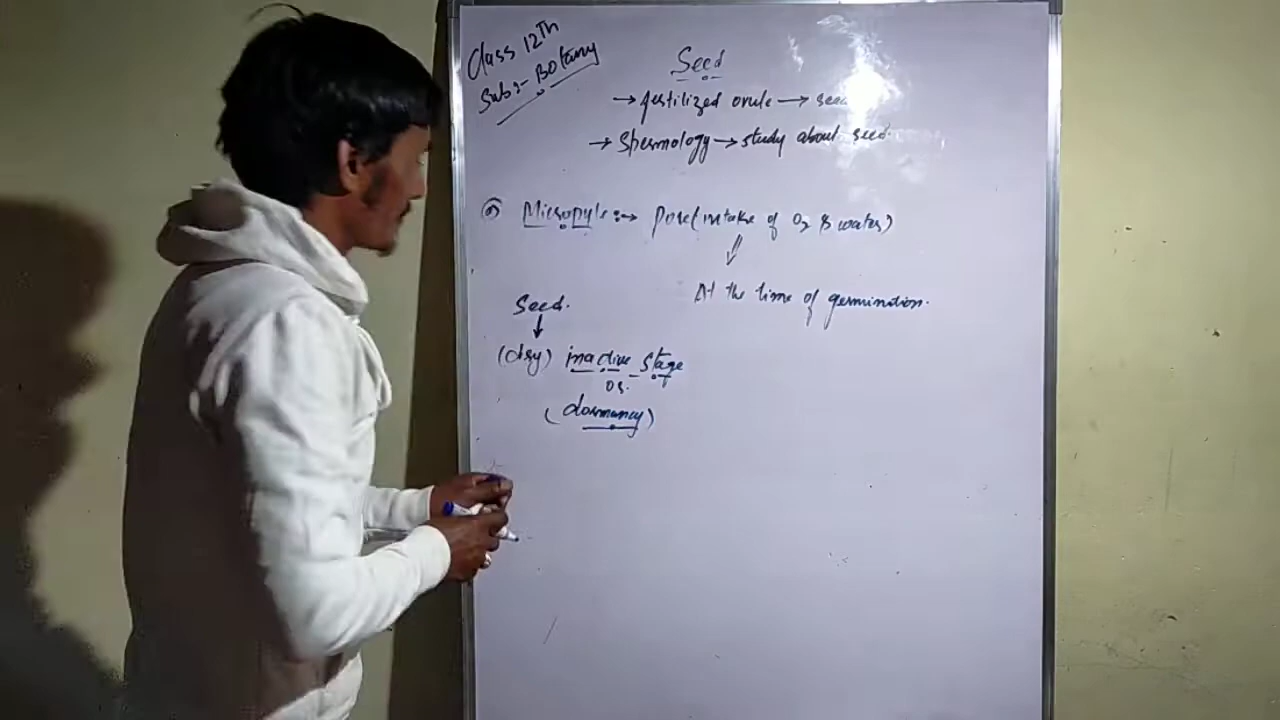 Class 12th
Sub:- Botany
Seed
→ fertilized ovule → seed
→ Spermology → study about seed.
Micropyle :→ Pore (intake of O2 & water)
At the time of germination.
Seed.
(dry) inactive stage
or.
(dormancy)